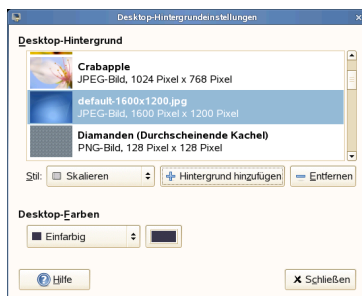 Desktop-Hintergrundeinstellungen
Desktop-Hintergrund
Crabapple
JPEG-Bild, 1024 Pixel x 768 Pixel
default-1600x1200.jpg
JPEG-Bild, 1600 Pixel x 1200 Pixel
Diamanden (Durchscheinende Kachel)
PNG-Bild, 128 Pixel x 128 Pixel
Stil: Skalieren Hintergrund hinzufügen Entfernen
Desktop-Farben
Einfarbig
Hilfe Schließen